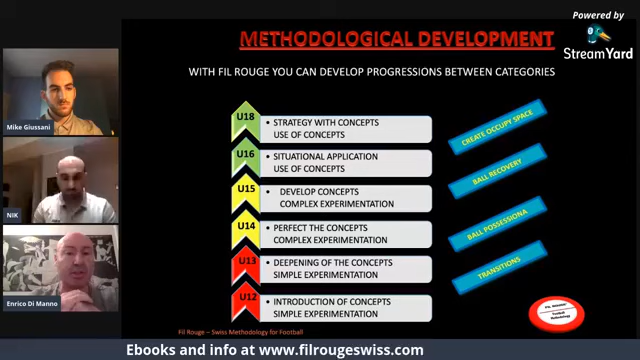 Powered by
StreamYard
METHODOLOGICAL DEVELOPMENT
WITH FIL ROUGE YOU CAN DEVELOP PROGRESSIONS BETWEEN CATEGORIES
Mike Giussani
NIK
Enrico Di Manno
U18
• STRATEGY WITH CONCEPTS
USE OF CONCEPTS
U16
• SITUATIONAL APPLICATION
USE OF CONCEPTS
U15
• DEVELOP CONCEPTS
COMPLEX EXPERIMENTATION
U14
• PERFECT THE CONCEPTS
COMPLEX EXPERIMENTATION
U13
• DEEPENING OF THE CONCEPTS
SIMPLE EXPERIMENTATION
U12
• INTRODUCTION OF CONCEPTS
SIMPLE EXPERIMENTATION
CREATE OCCUPY SPACE
BALL RECOVERY
BALL POSSESSIONA
TRANSITIONS
Fil Rouge – Swiss Methodology for Football
Ebooks and info at www.filrougeswiss.com